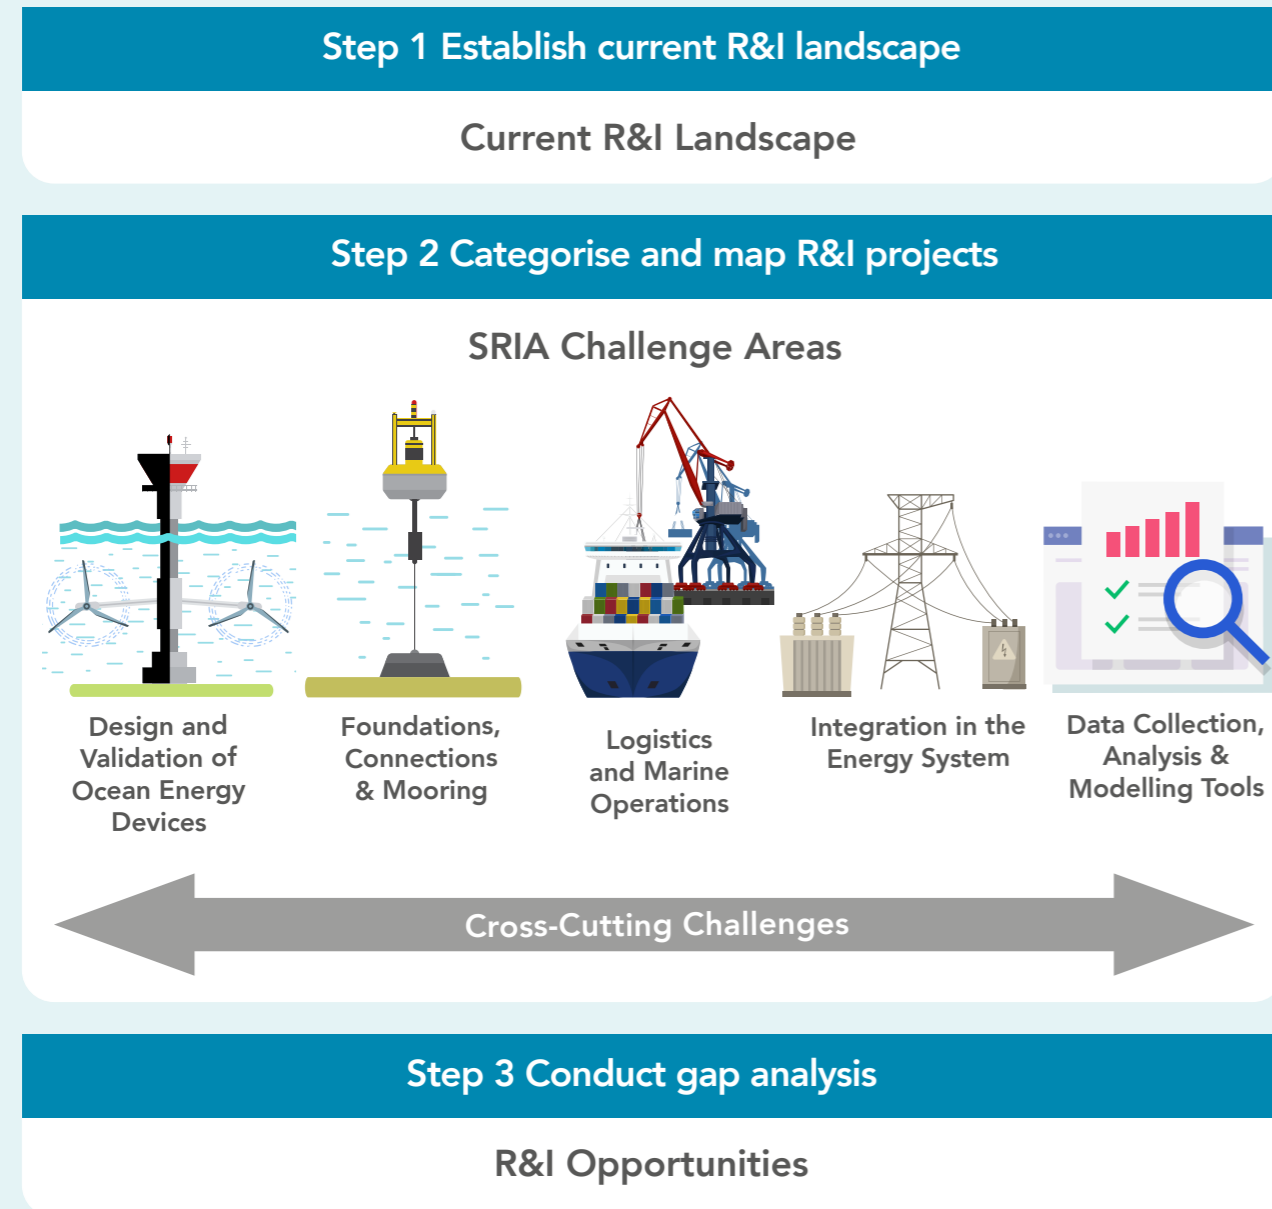 Step 1 Establish current R&I landscape
Current R&I Landscape
Step 2 Categorise and map R&I projects
SRIA Challenge Areas
Design and
Validation of
Ocean Energy
Devices
Foundations,
Connections
& Mooring
Logistics
and Marine
Operations
Integration in the
Energy System
Data Collection,
Analysis &
Modelling Tools
Cross-Cutting Challenges
Step 3 Conduct gap analysis
R&I Opportunities